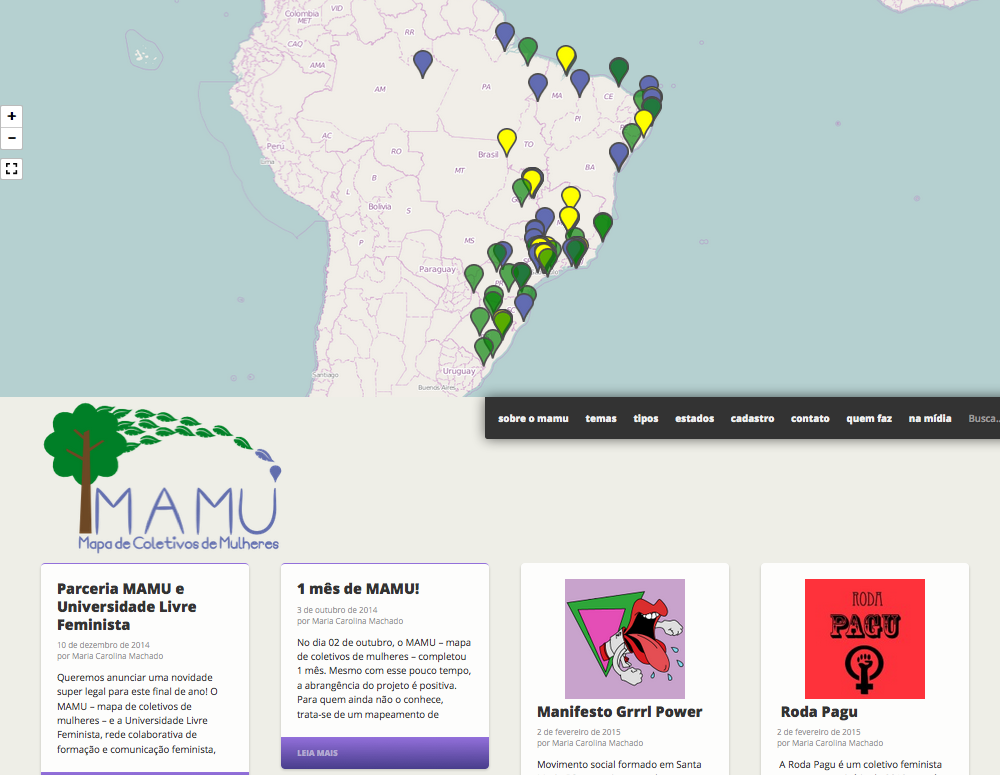 Colombia
VID
MET
RR
CAQ
AMA
AM
PA
MA
CE
PI
Perú
Lima
AC
RO
TO
Brasil
BA
MT
B
L
Bolivia
S
MS
P
Paraguay
Santiago
Uruguay
Buenos Aires
+
−
sobre o mamu temas tipos estados cadastro contato quem faz na mídia Busca...
MAMU
Mapa de Coletivos de Mulheres
Parceria MAMU e
Universidade Livre
Feminista
10 de dezembro de 2014
por Maria Carolina Machado
Queremos anunciar uma novidade
super legal para este final de ano! O
MAMU – mapa de coletivos de
mulheres – e a Universidade Livre
Feminista, rede colaborativa de
formação e comunicação feminista,
1 mês de MAMU!
3 de outubro de 2014
por Maria Carolina Machado
No dia 02 de outubro, o MAMU – mapa
de coletivos de mulheres – completou
1 mês. Mesmo com esse pouco tempo,
a abrangência do projeto é positiva.
Para quem ainda não o conhece,
trata-se de um mapeamento de
LEIA MAIS
Manifesto Grrrl Power
2 de fevereiro de 2015
por Maria Carolina Machado
Movimento social formado em Santa
RODA
PAGU
Roda Pagu
2 de fevereiro de 2015
por Maria Carolina Machado
A Roda Pagu é um coletivo feminista